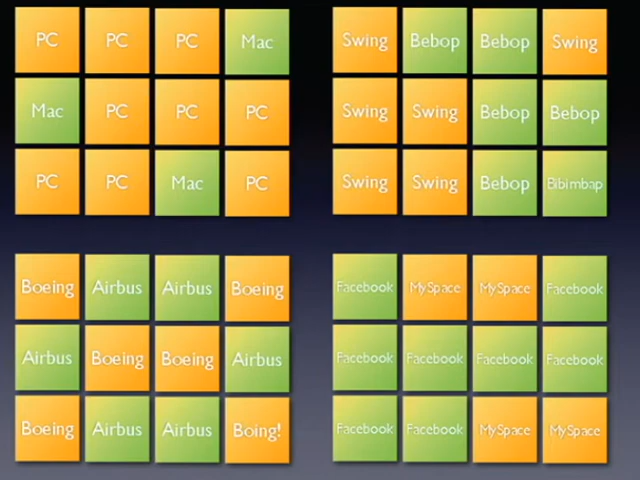 PC PC PC Mac
Mac PC PC PC
PC PC Mac PC
Swing Bebop Bebop Swing
Swing Swing Bebop Bebop
Swing Swing Bebop Bibimbap
Boeing Airbus Airbus Boeing
Airbus Boeing Boeing Airbus
Boeing Airbus Airbus Boing!
Facebook MySpace MySpace Facebook
Facebook Facebook Facebook Facebook
Facebook Facebook MySpace MySpace